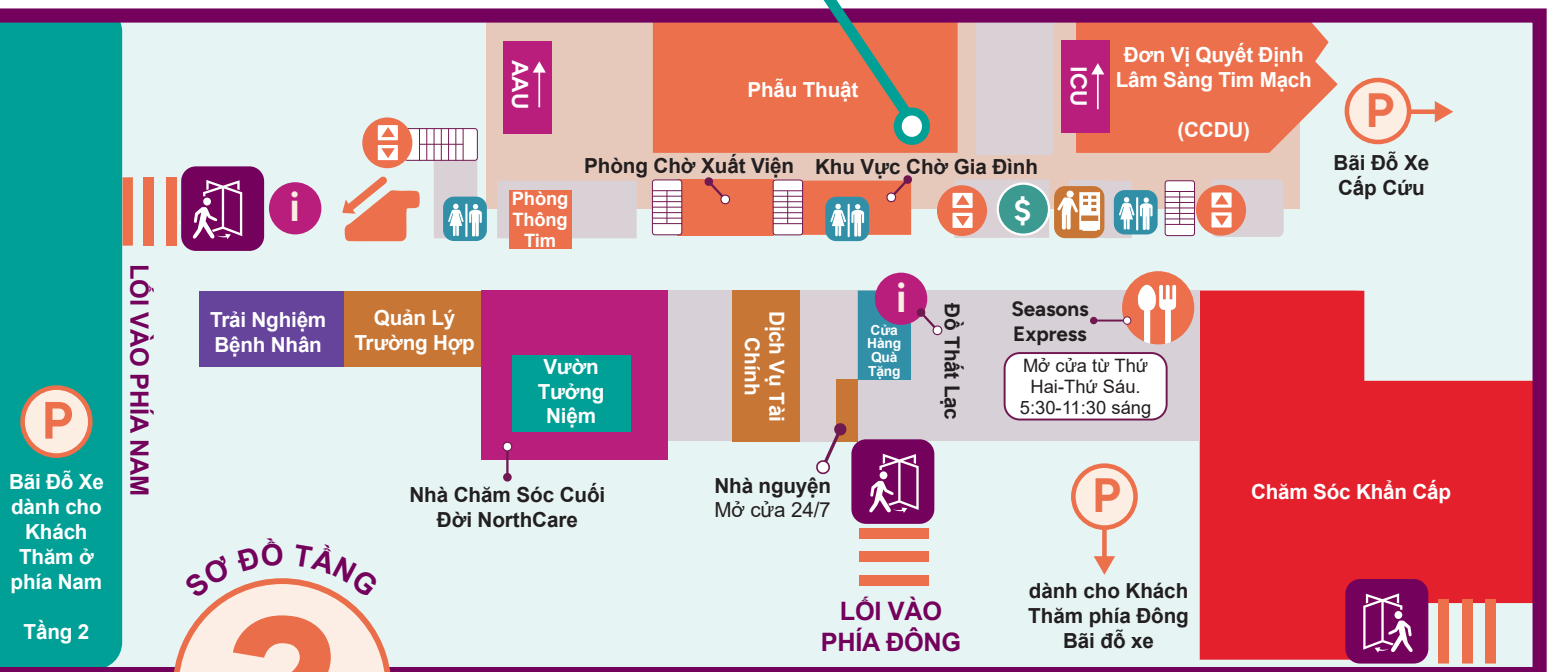 AAU
Phẫu Thuật
ICU
Đơn Vị Quyết Định
Lâm Sàng Tim Mạch
(CCDU)
P
Bãi Đỗ Xe
Cấp Cứu
Phòng Chờ Xuất Viện
Khu Vực Chờ Gia Đình
i
Phòng
Thông
Tim
$
LỐI VÀO PHÍA NAM
Trải Nghiệm
Bệnh Nhân
Quản Lý
Trường Hợp
Vườn
Tưởng
Niệm
Nhà Chăm Sóc Cuối
Đời NorthCare
Dịch Vụ Tài
Chính
i
Cửa
Hàng
Quà
Tặng
Đồ Thất Lạc
Seasons
Express
Mở cửa từ Thứ
Hai-Thứ Sáu.
5:30-11:30 sáng
Nhà nguyện
Mở cửa 24/7
LỐI VÀO
PHÍA ĐÔNG
P
dành cho Khách
Thăm phía Đông
Bãi đỗ xe
Chăm Sóc Khẩn Cấp
P
Bãi Đỗ Xe
dành cho
Khách
Thăm ở
phía Nam
Tầng 2
SƠ ĐỒ TẦNG